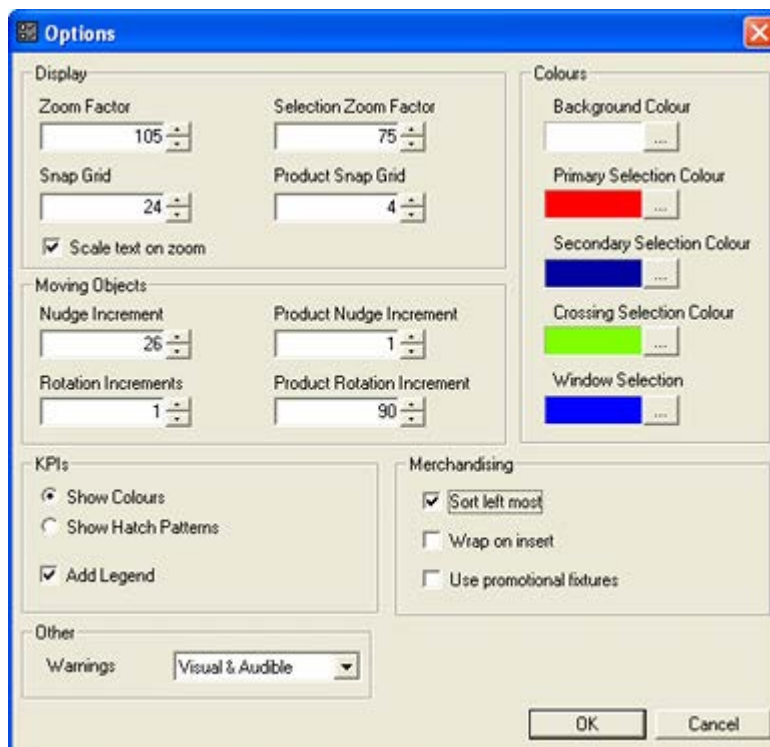 Options
Display
Zoom Factor
Selection Zoom Factor
105
75
Snap Grid
Product Snap Grid
24
4
Scale text on zoom
Moving Objects
Nudge Increment
Product Nudge Increment
26
1
Rotation Increments
Product Rotation Increment
1
90
Colours
Background Colour
...
Primary Selection Colour
...
Secondary Selection Colour
...
Crossing Selection Colour
...
Window Selection
...
KPIs
Show Colours
Show Hatch Patterns
Add Legend
Merchandising
Sort left most
Wrap on insert
Use promotional fixtures
Other
Warnings
Visual & Audible
OK
Cancel